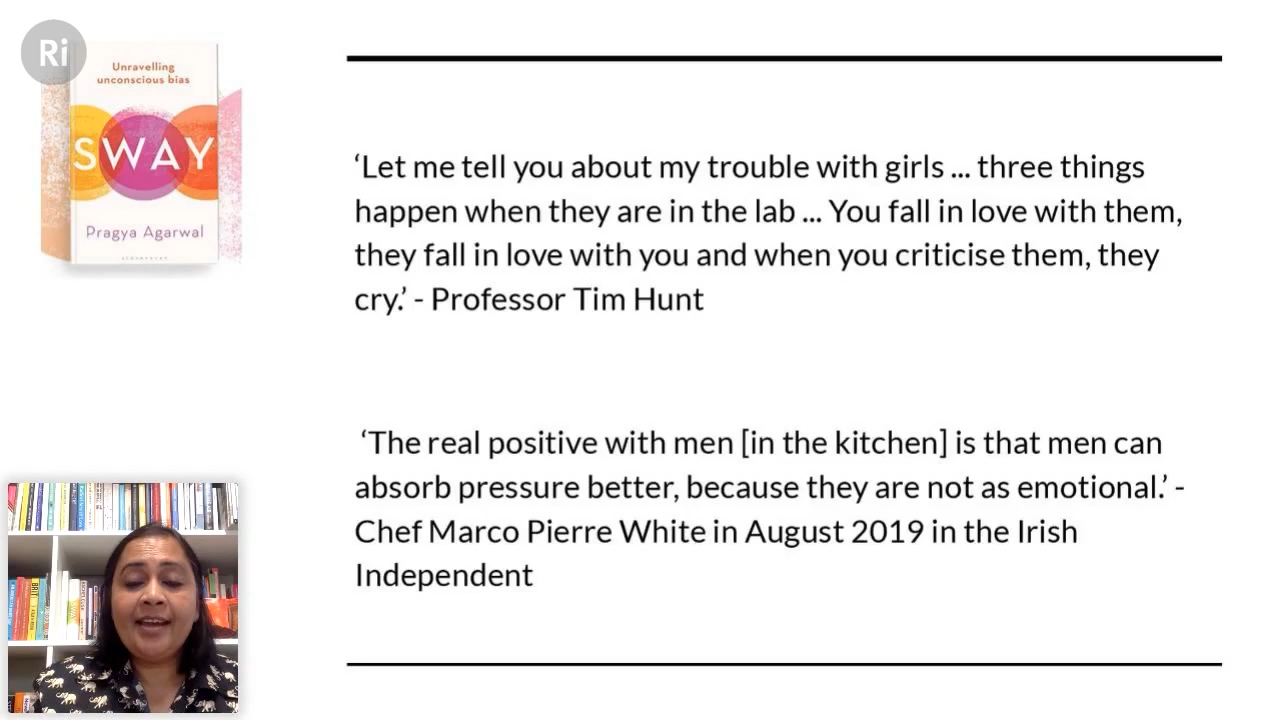 Ri
Unravelling
unconscious bias
SWAY
Pragya Agarwal
BLOOMSBURY
‘Let me tell you about my trouble with girls ... three things
happen when they are in the lab ... You fall in love with them,
they fall in love with you and when you criticise them, they
cry.’ - Professor Tim Hunt
‘The real positive with men [in the kitchen] is that men can
absorb pressure better, because they are not as emotional.’ -
Chef Marco Pierre White in August 2019 in the Irish
Independent
BRIT